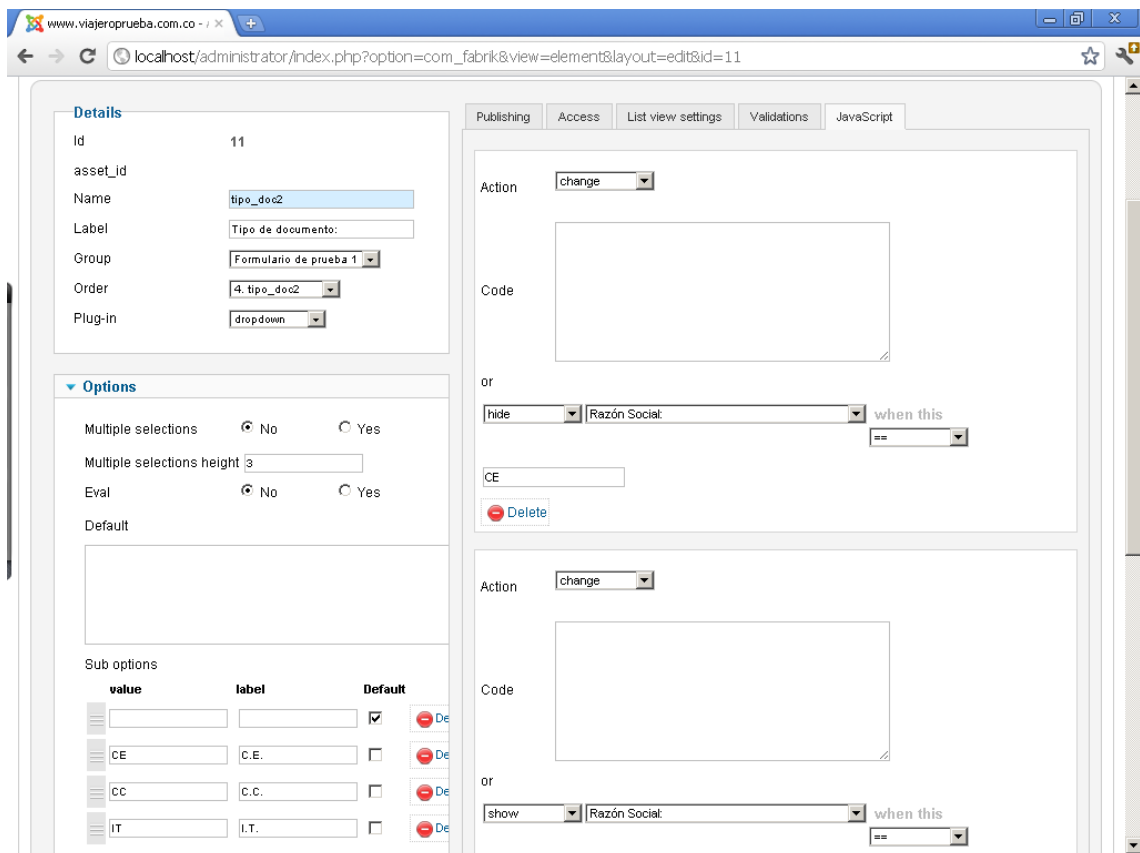 www.viajeroprueba.com.co - 
localhost/administrator/index.php?option=com_fabrik&view=element&layout=edit&id=11
Details
Id 11
asset_id
Name tipo_doc2
Label Tipo de documento:
Group Formulario de prueba 1
Order 4. tipo_doc2
Plug-in dropdown
Options
Multiple selections No Yes
Multiple selections height 3
Eval No Yes
Default
Sub options
value label Default
De
CE C.E. De
CC C.C. De
IT I.T. De
Publishing Access List view settings Validations JavaScript
Action change
Code
or
hide Razón Social: when this
==
CE
Delete
Action change
Code
or
show Razón Social: when this
==